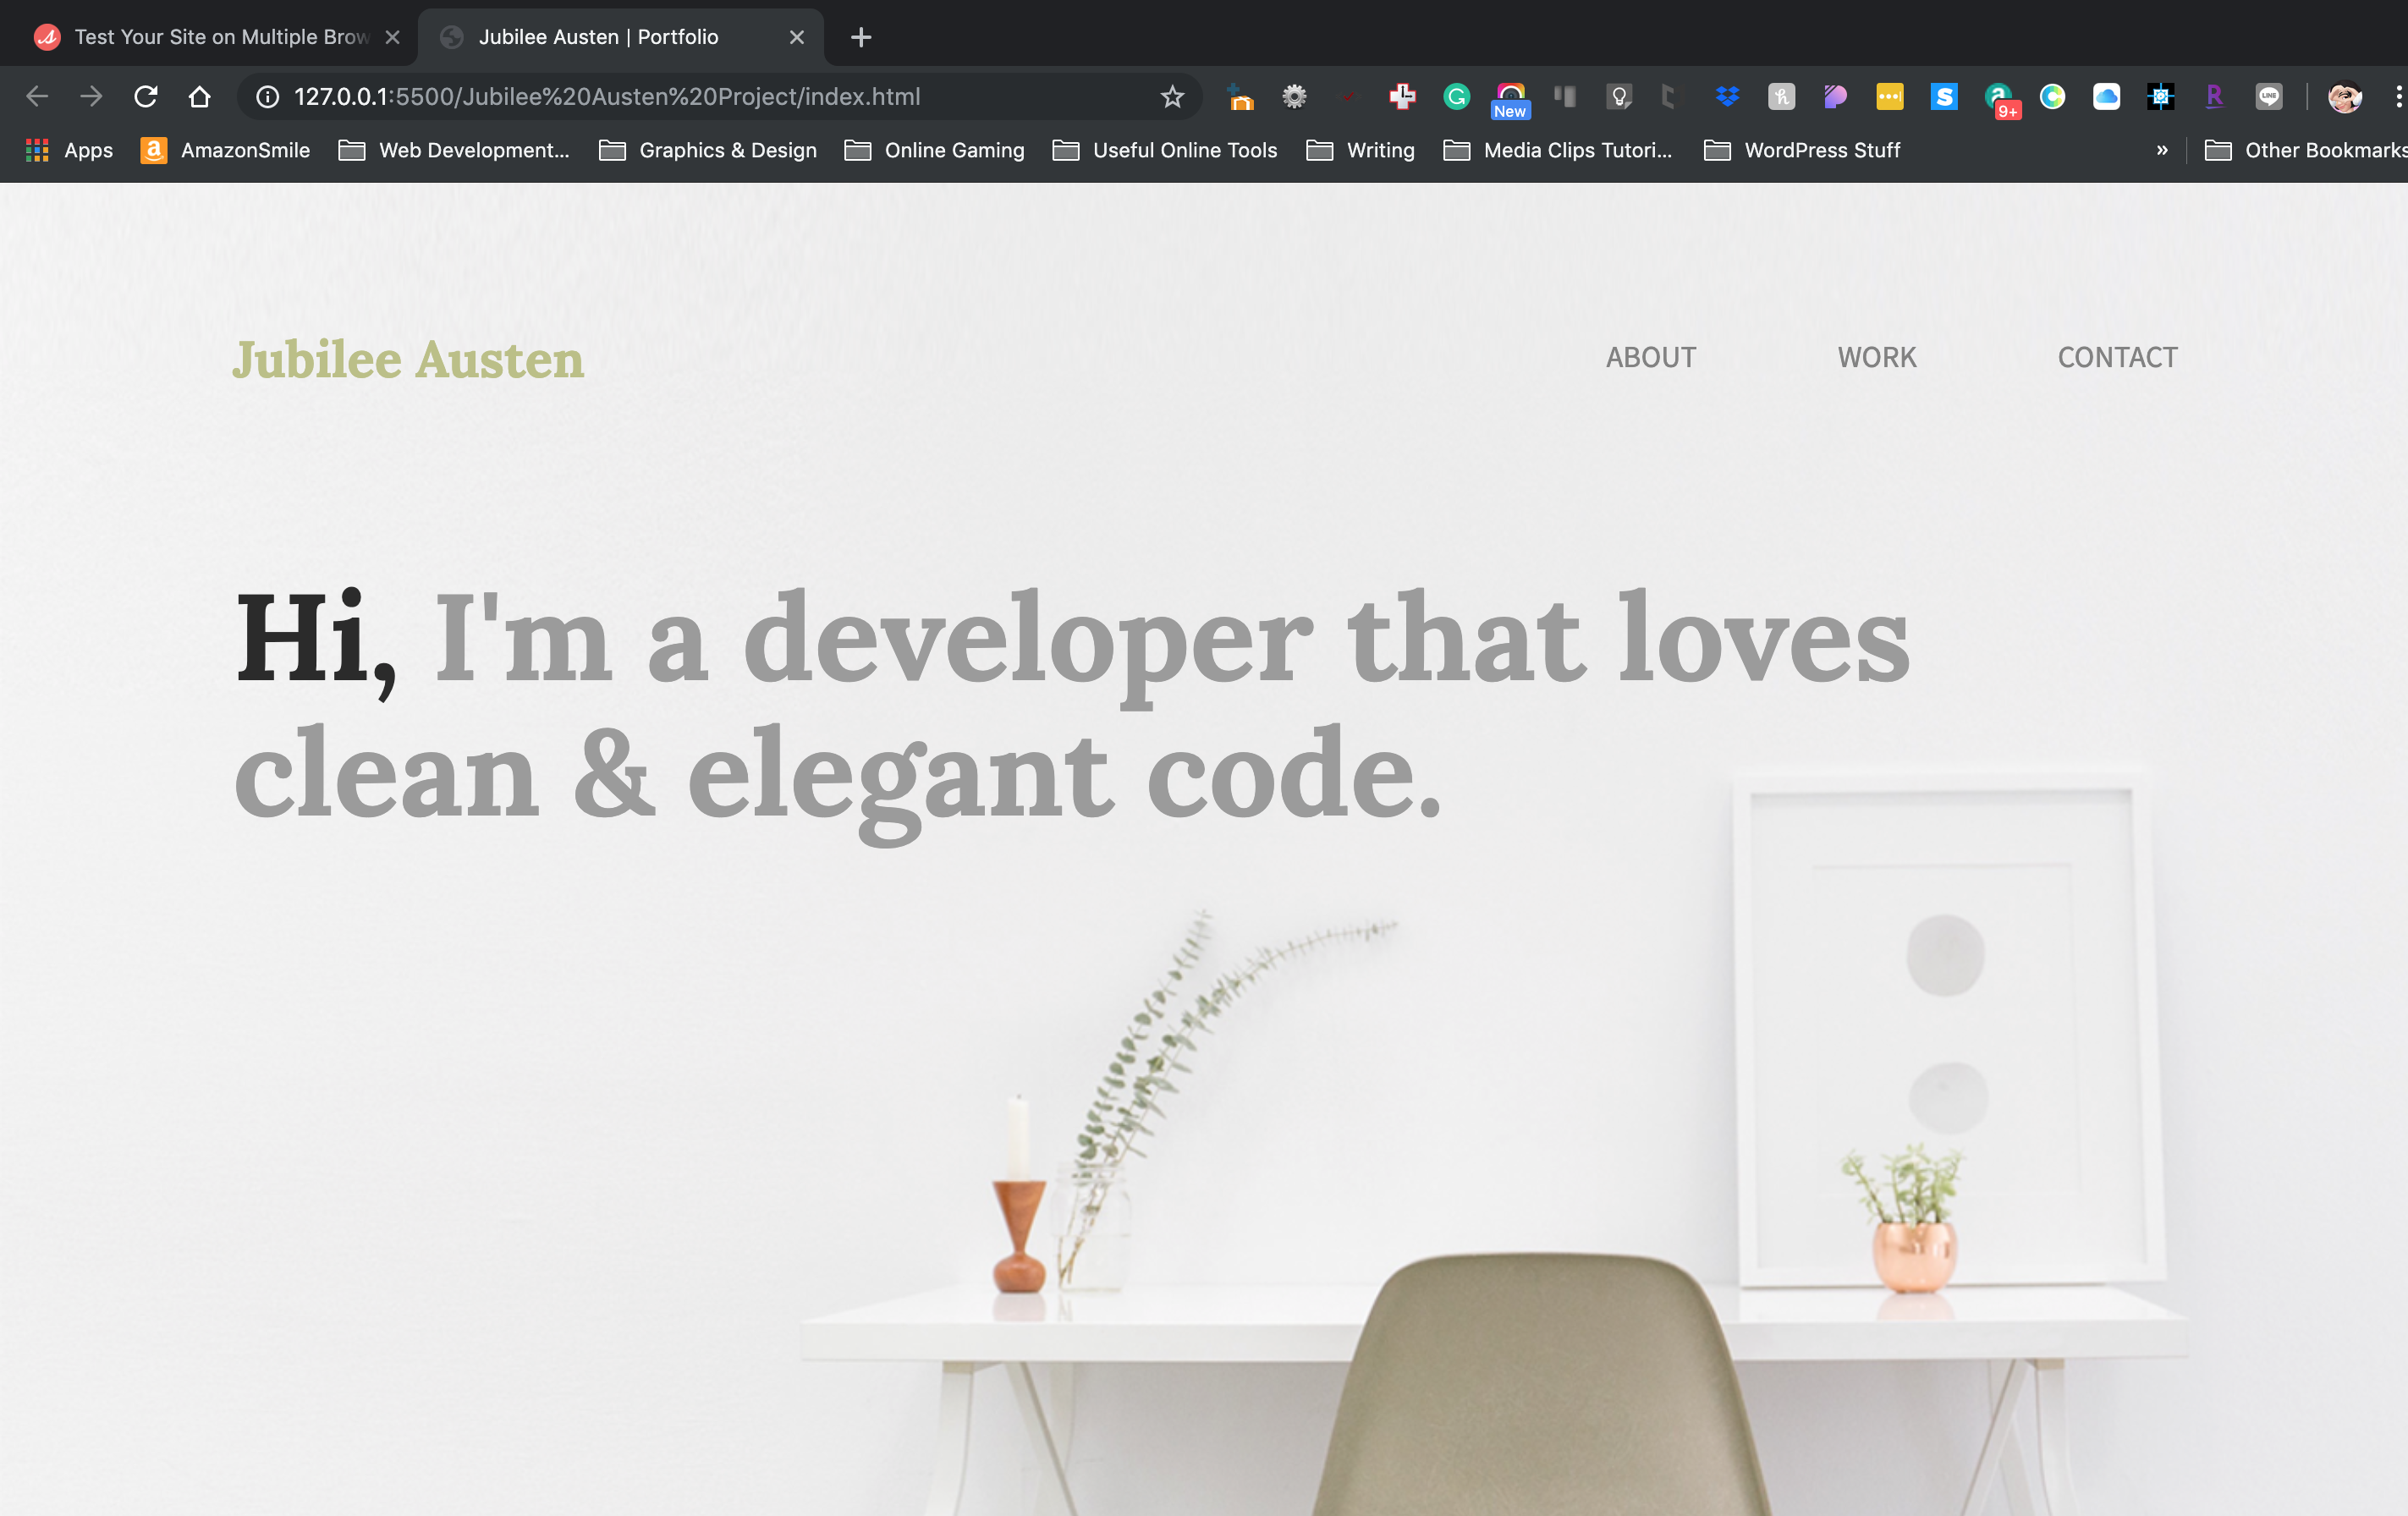 Test Your Site on Multiple Brow
Jubilee Austen | Portfolio
127.0.0.1:5500/Jubilee%20Austen%20Project/index.html
New
9+
LINE
Apps
AmazonSmile
Web Development...
Graphics & Design
Online Gaming
Useful Online Tools
Writing
Media Clips Tutori...
WordPress Stuff
»
Other Bookmarks
Jubilee Austen
ABOUT
WORK
CONTACT
Hi, I'm a developer that loves
clean & elegant code.